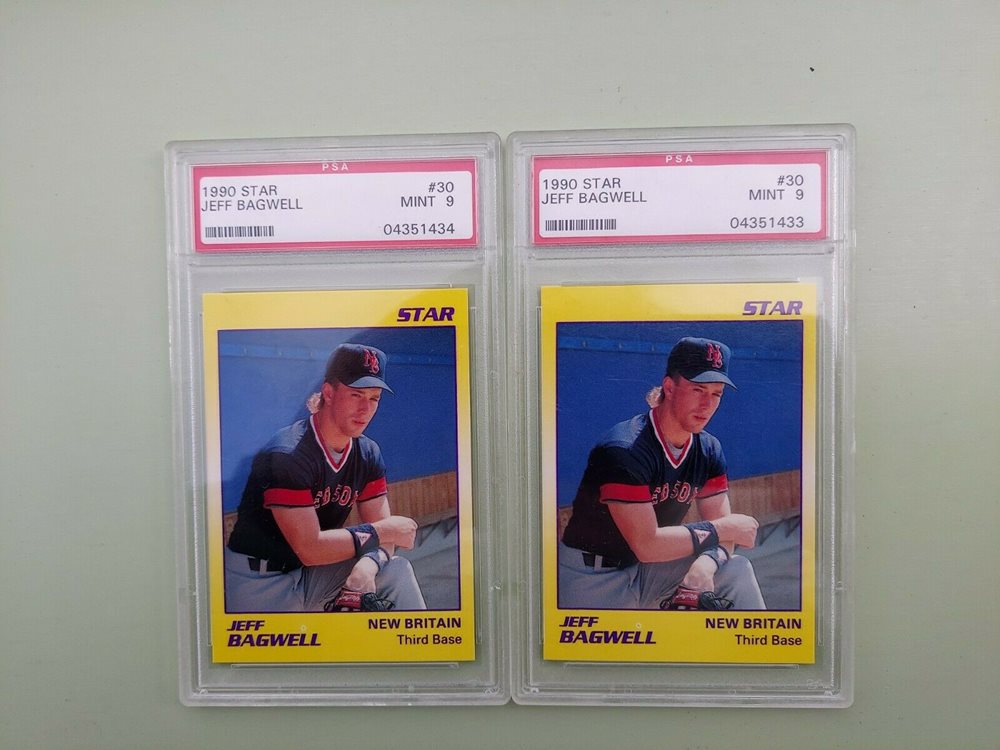 PSA
1990 STAR #30
JEFF BAGWELL MINT 9
04351434
STAR
JEFF NEW BRITAIN
BAGWELL Third Base
PSA
1990 STAR #30
JEFF BAGWELL MINT 9
04351433
STAR
JEFF NEW BRITAIN
BAGWELL Third Base